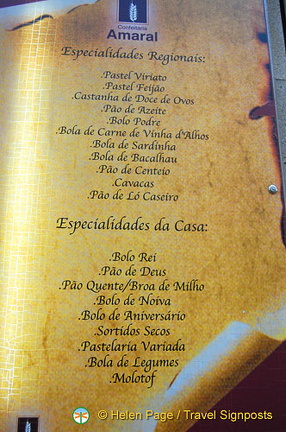 Confeitaria
Amaral
Especialidades Regionais:
.Pastel Viriato
.Pastel Feijão
.Castanha de Doce de Ovos
.Pão de Azeite
.Bolo Podre
.Bola de Carne de Vinha d'Alhos
.Bola de Sardinha
.Bola de Bacalhau
.Pão de Centeio
.Cavacas
.Pão de Ló Caseiro
Especialidades da Casa:
.Bolo Rei
.Pão de Deus
.Pão Quente/Broa de Milho
.Bolo de Noiva
.Bolo de Aniversário
.Sortidos Secos
.Pastelaria Variada
.Bola de Legumes
.Molotof
© Helen Page / Travel Signposts